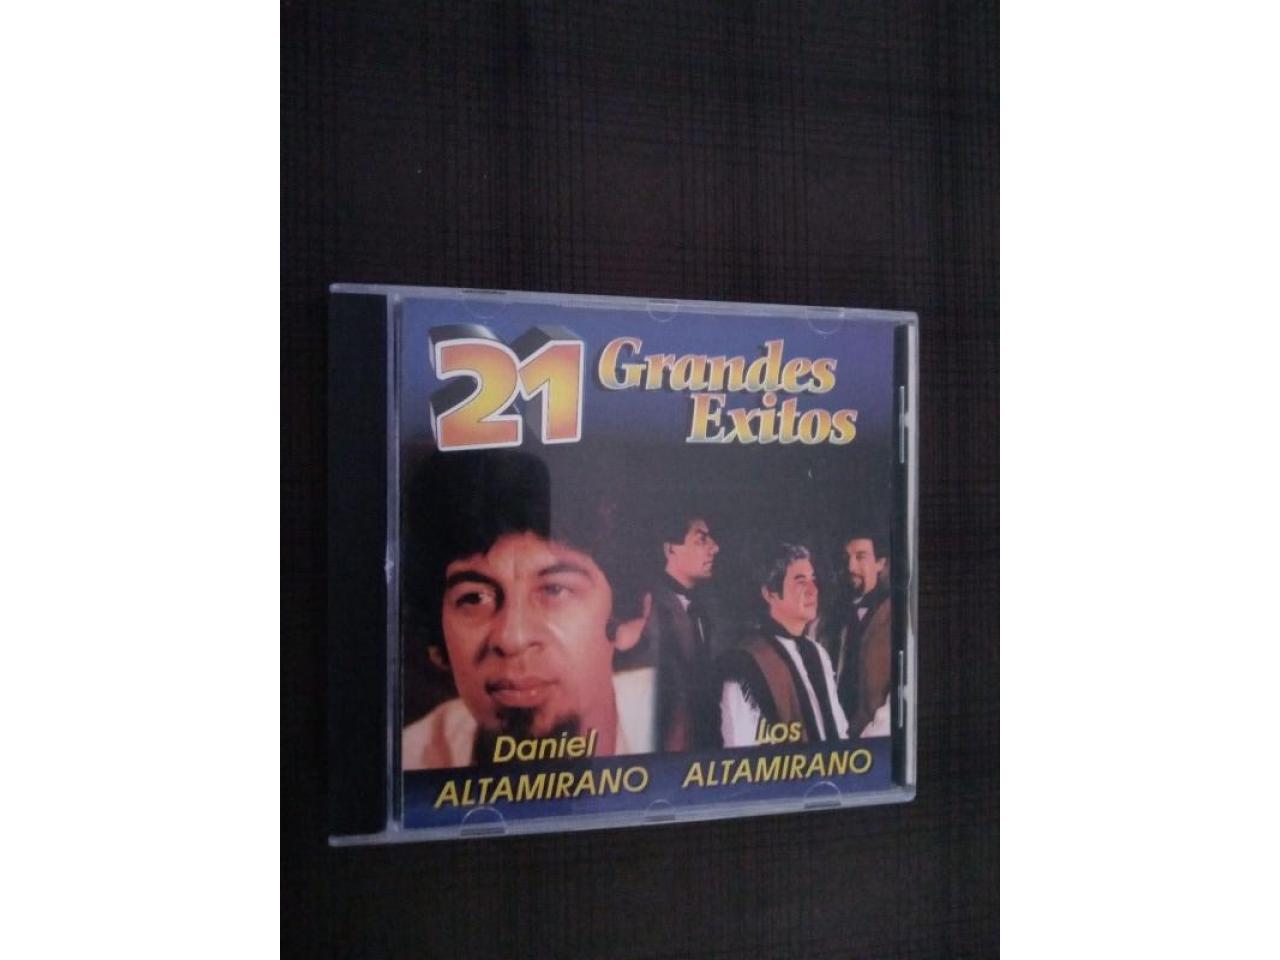 21 Grandes
Exitos
Daniel
ALTAMIRANO
Los
ALTAMIRANO